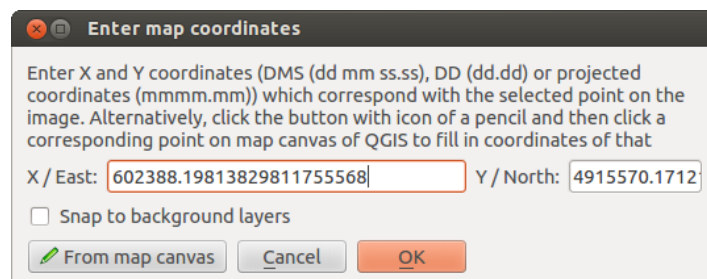 Enter map coordinates
Enter X and Y coordinates (DMS (dd mm ss.ss), DD (dd.dd) or projected
coordinates (mmmm.mm)) which correspond with the selected point on the
image. Alternatively, click the button with icon of a pencil and then click a
corresponding point on map canvas of QGIS to fill in coordinates of that
X / East: 602388.19813829811755568 Y / North: 4915570.1712
Snap to background layers
From map canvas Cancel OK